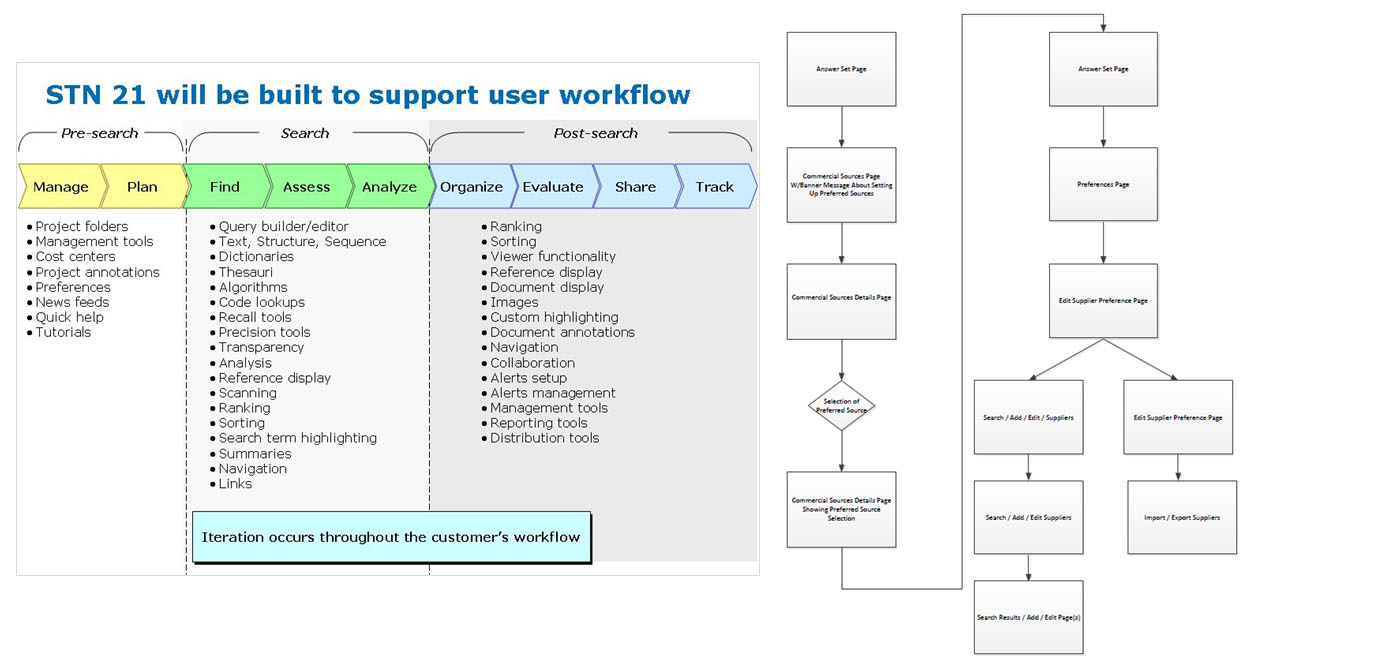 STN 21 will be built to support user workflow
Pre-search
Search
Post-search
Manage
Plan
Find
Assess
Analyze
Organize
Evaluate
Share
Track
• Project folders
• Management tools
• Cost centers
• Project annotations
• Preferences
• News feeds
• Quick help
• Tutorials
• Query builder/editor
• Text, Structure, Sequence
• Dictionaries
• Thesauri
• Algorithms
• Code lookups
• Recall tools
• Precision tools
• Transparency
• Analysis
• Reference display
• Scanning
• Ranking
• Sorting
• Search term highlighting
• Summaries
• Navigation
• Links
• Ranking
• Sorting
• Viewer functionality
• Reference display
• Document display
• Images
• Custom highlighting
• Document annotations
• Navigation
• Collaboration
• Alerts setup
• Alerts management
• Management tools
• Reporting tools
• Distribution tools
Iteration occurs throughout the customer's workflow
Answer Set Page
Commercial Sources Page
W/Banner Message About Setting
Up Preferred Sources
Commercial Sources Details Page
Selection of
Preferred Source
Commercial Sources Details Page
Showing Preferred Source
Selection
Answer Set Page
Preferences Page
Edit Supplier Preference Page
Search / Add / Edit / Suppliers
Edit Supplier Preference Page
Search / Add / Edit Suppliers
Import / Export Suppliers
Search Results / Add / Edit Page(s)